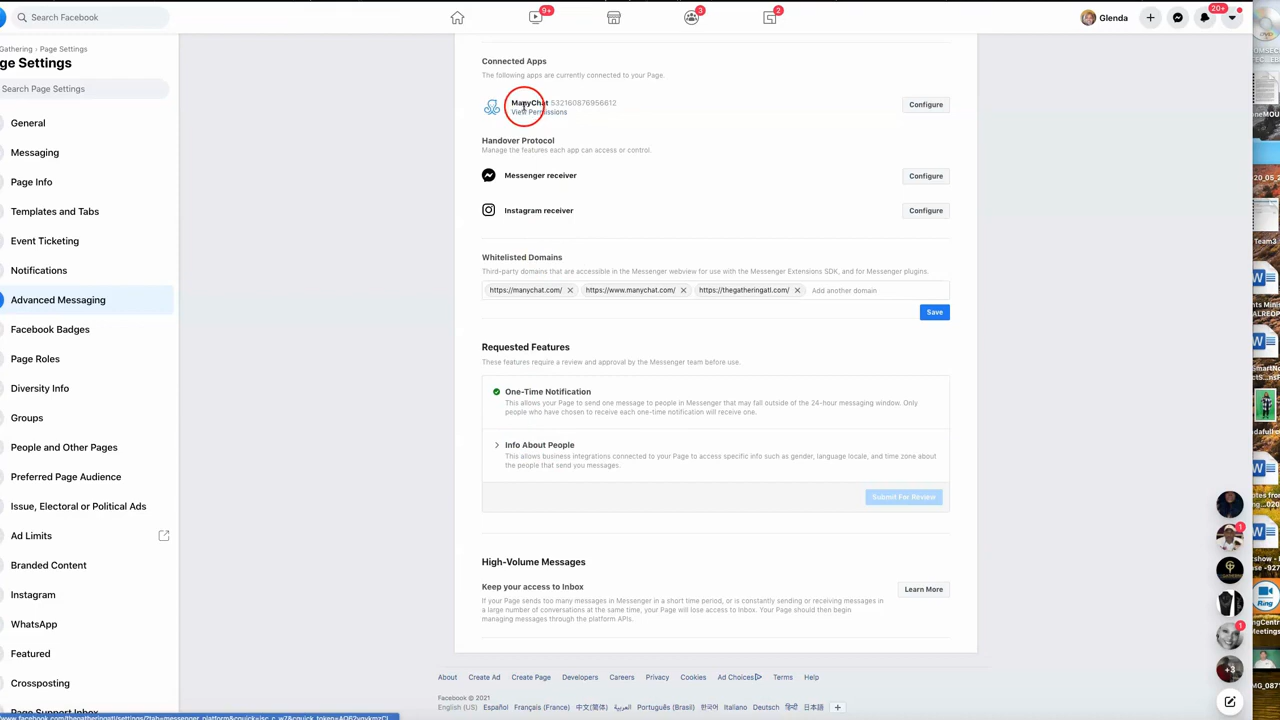 Search Facebook
9+
3
2
Glenda
20+
Gathering > Page Settings
ge Settings
Search Page Settings
General
Messaging
Page Info
Templates and Tabs
Event Ticketing
Notifications
Advanced Messaging
Facebook Badges
Page Roles
Diversity Info
Groups
People and Other Pages
Preferred Page Audience
Issue, Electoral or Political Ads
Ad Limits
Branded Content
Instagram
WhatsApp
Featured
Crossposting
Page Support Inbox
Connected Apps
The following apps are currently connected to your Page.
ManyChat 532160876956612
View Permissions
Configure
Handover Protocol
Manage the features each app can access or control.
Messenger receiver
Configure
Instagram receiver
Configure
Whitelisted Domains
Third-party domains that are accessible in the Messenger webview for use with the Messenger Extensions SDK, and for Messenger plugins.
https://manychat.com/ https://www.manychat.com/ https://thegatheringatl.com/ Add another domain
Save
Requested Features
These features require a review and approval by the Messenger team before use.
One-Time Notification
This allows your Page to send one message to people in Messenger that may fall outside of the 24-hour messaging window. Only
people who have chosen to receive each one-time notification will receive one.
Info About People
This allows business integrations connected to your Page to access specific info such as gender, language locale, and time zone about
the people that send you messages.
Submit For Review
High-Volume Messages
Keep your access to Inbox
Learn More
If your Page sends too many messages in Messenger in a short time period, or is constantly sending or receiving messages in
a large number of conversations at the same time, your Page will lose access to Inbox. Your Page should then begin
managing messages through the platform APIs.
About Create Ad Create Page Developers Careers Privacy Cookies Ad Choices Terms Help
Facebook © 2021
English (US) Español Français (France) 中文(简体) العربية Português (Brasil) 한국어 Italiano Deutsch हिन्दी 日本語
1
1
+3
Team3
Ring